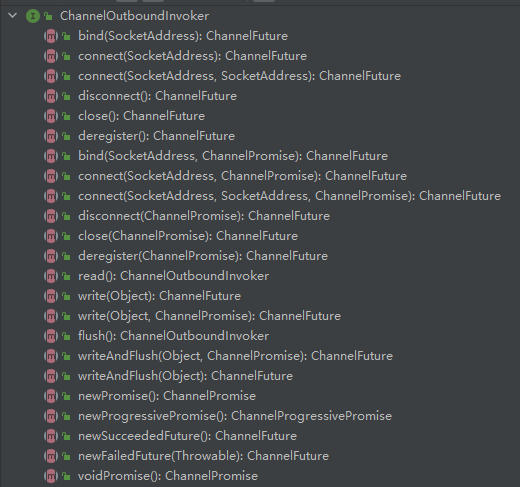 ChannelOutboundInvoker
bind(SocketAddress): ChannelFuture
connect(SocketAddress): ChannelFuture
connect(SocketAddress, SocketAddress): ChannelFuture
disconnect(): ChannelFuture
close(): ChannelFuture
deregister(): ChannelFuture
bind(SocketAddress, ChannelPromise): ChannelFuture
connect(SocketAddress, ChannelPromise): ChannelFuture
connect(SocketAddress, SocketAddress, ChannelPromise): ChannelFuture
disconnect(ChannelPromise): ChannelFuture
close(ChannelPromise): ChannelFuture
deregister(ChannelPromise): ChannelFuture
read(): ChannelOutboundInvoker
write(Object): ChannelFuture
write(Object, ChannelPromise): ChannelFuture
flush(): ChannelOutboundInvoker
writeAndFlush(Object, ChannelPromise): ChannelFuture
writeAndFlush(Object): ChannelFuture
newPromise(): ChannelPromise
newProgressivePromise(): ChannelProgressivePromise
newSucceededFuture(): ChannelFuture
newFailedFuture(Throwable): ChannelFuture
voidPromise(): ChannelPromise